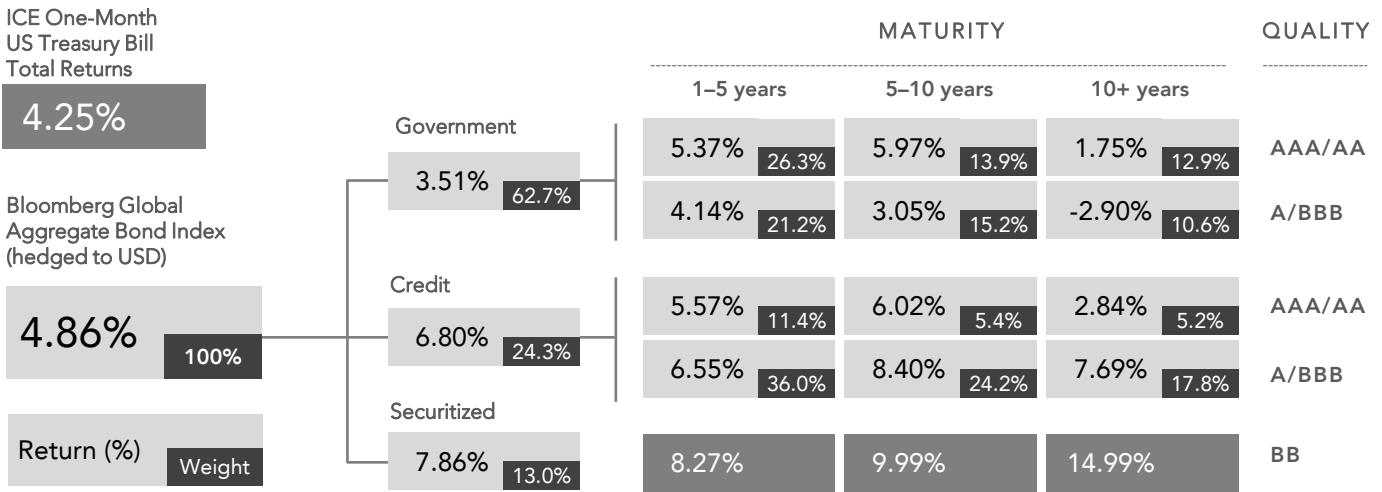 ICE One-Month
US Treasury Bill
Total Returns
4.25%
Bloomberg Global
Aggregate Bond Index
(hedged to USD)
4.86%
100%
Return (%)
Weight
Government
3.51%
62.7%
Credit
6.80%
24.3%
Securitized
7.86%
13.0%
MATURITY
QUALITY
1–5 years
5–10 years
10+ years
5.37%
26.3%
5.97%
13.9%
1.75%
12.9%
AAA/AA
4.14%
21.2%
3.05%
15.2%
-2.90%
10.6%
A/BBB
5.57%
11.4%
6.02%
5.4%
2.84%
5.2%
AAA/AA
6.55%
36.0%
8.40%
24.2%
7.69%
17.8%
A/BBB
8.27%
9.99%
14.99%
BB